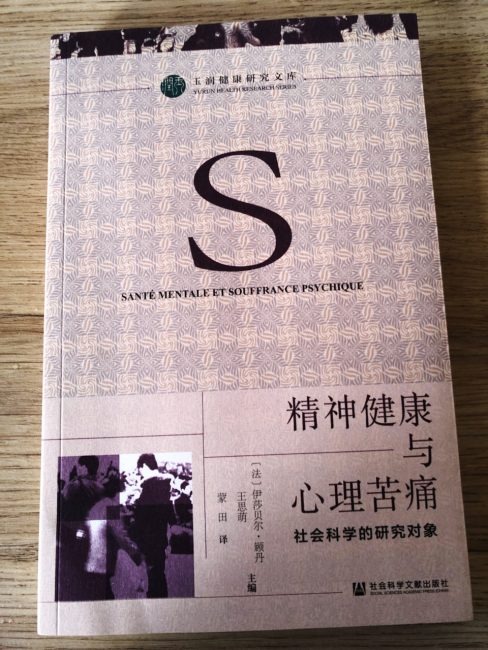 玉润健康研究文库
YURUN HEALTH RESEARCH SERIES
S
SANTÉ MENTALE ET SOUFFRANCE PSYCHIQUE
精神健康
与
心理苦痛
社会科学的研究对象
〔法〕伊莎贝尔·顾丹
王思萌 主编
蒙田 译
社会科学文献出版社
SOCIAL SCIENCES ACADEMIC PRESS (CHINA)